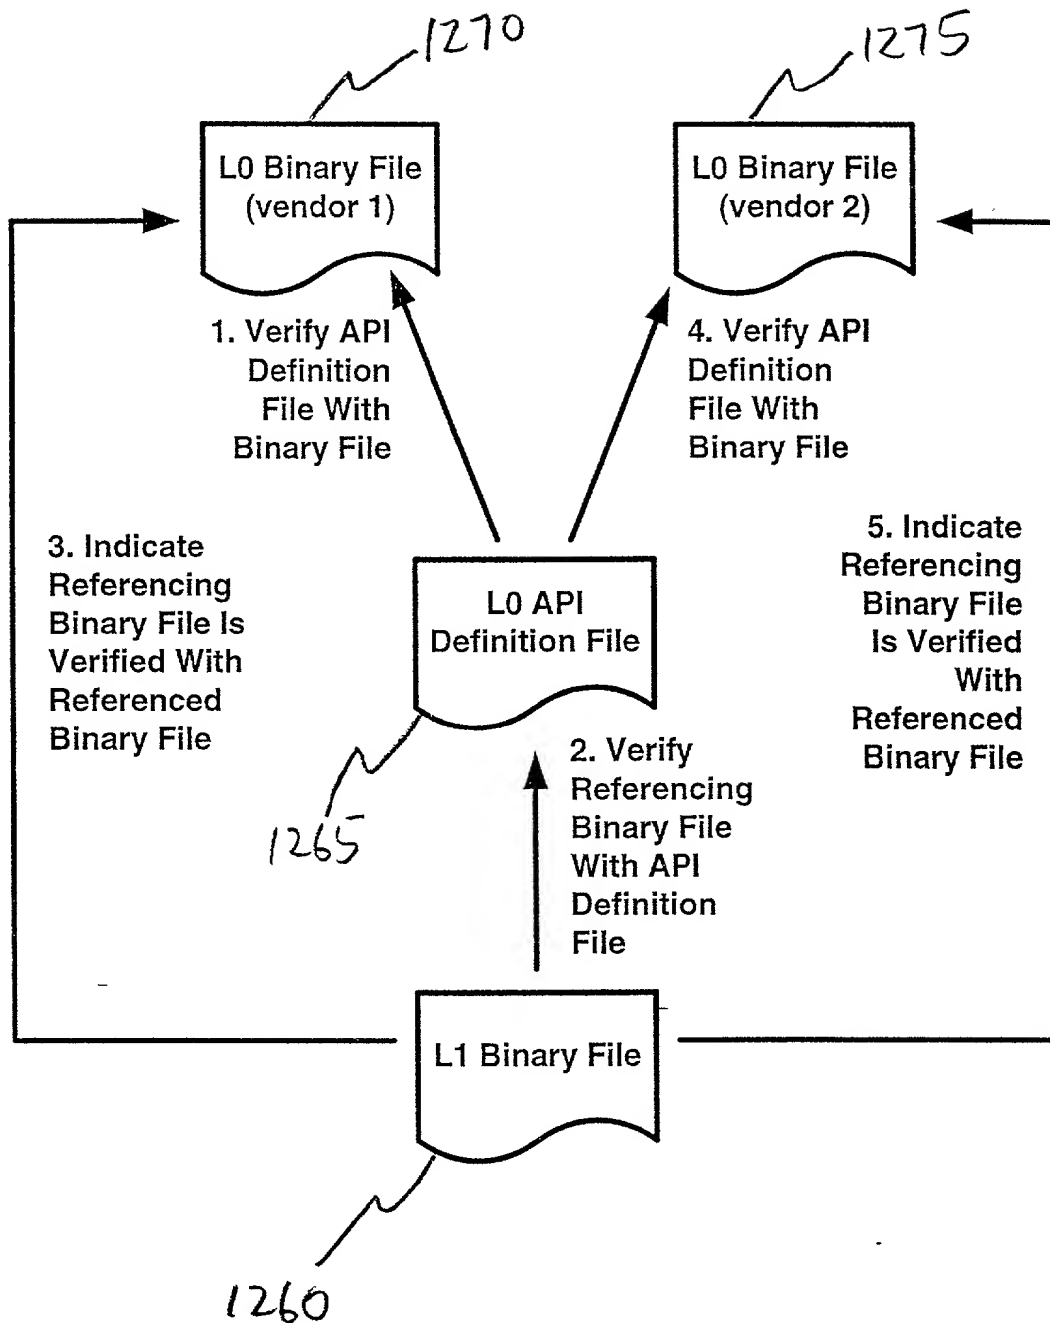 1270
1275
L0 Binary File
(vendor 1)
L0 Binary File
(vendor 2)
1. Verify API
Definition
File With
Binary File
4. Verify API
Definition
File With
Binary File
3. Indicate
Referencing
Binary File Is
Verified With
Referenced
Binary File
L0 API
Definition File
5. Indicate
Referencing
Binary File
Is Verified
With
Referenced
Binary File
1265
2. Verify
Referencing
Binary File
With API
Definition
File
L1 Binary File
1260